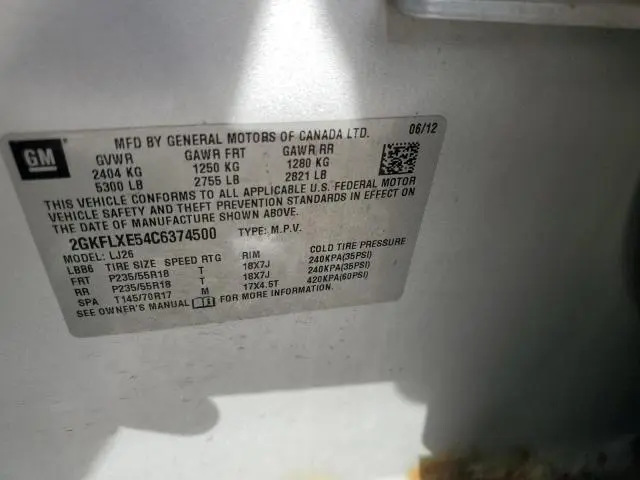 GM
MFD BY GENERAL MOTORS OF CANADA LTD. 06/12
GVWR GAWR FRT GAWR RR
2404 KG 1250 KG 1280 KG
5300 LB 2755 LB 2821 LB
THIS VEHICLE CONFORMS TO ALL APPLICABLE U.S. FEDERAL MOTOR
VEHICLE SAFETY AND THEFT PREVENTION STANDARDS IN EFFECT ON
THE DATE OF MANUFACTURE SHOWN ABOVE.
2GKFLXE54C6374500 TYPE: M.P.V.
MODEL: LJ26
LBB6 TIRE SIZE SPEED RTG RIM COLD TIRE PRESSURE
FRT P235/55R18 T 18X7J 240KPA(35PSI)
RR P235/55R18 T 18X7J 240KPA(35PSI)
SPA T145/70R17 M 17X4.5T 420KPA(60PSI)
SEE OWNER'S MANUAL FOR MORE INFORMATION.